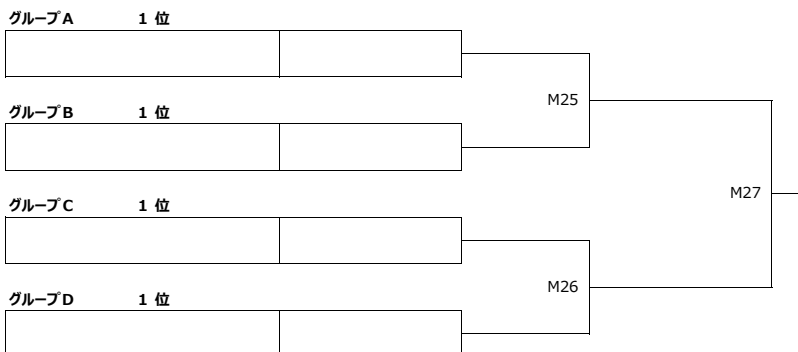 グループA 1 位
M25
グループB 1 位
M27
グループC 1 位
M26
グループD 1 位